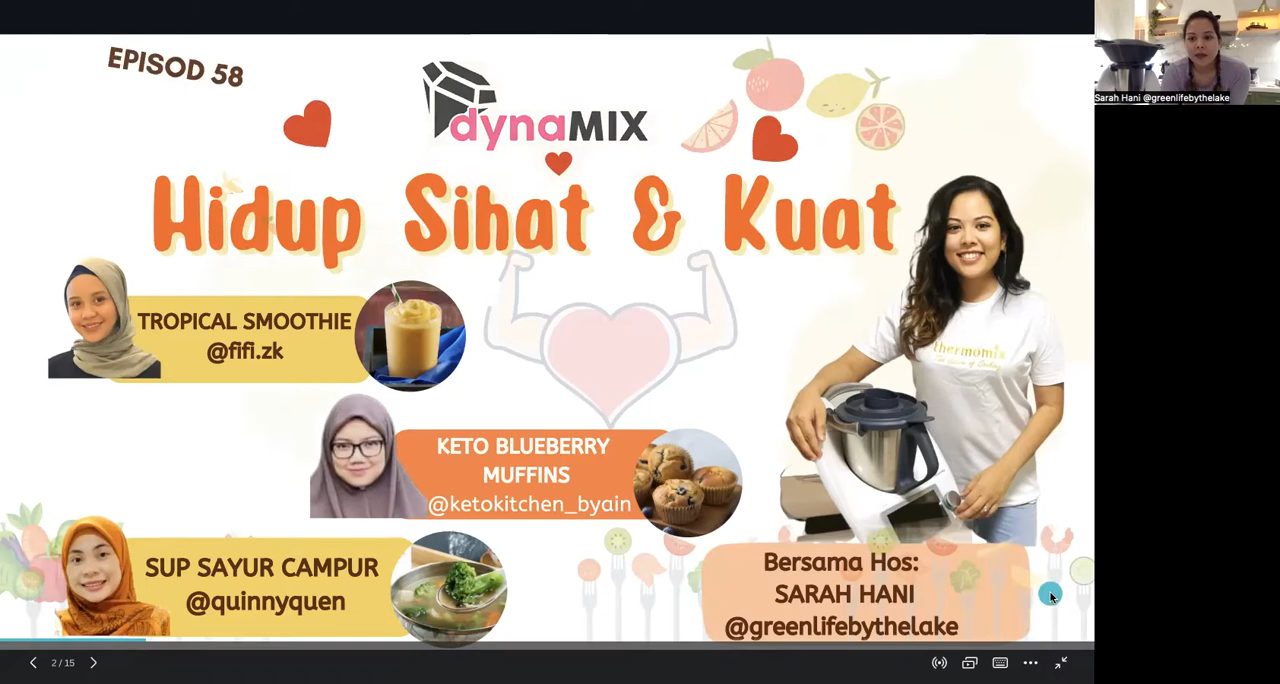 EPISOD 58
dynaMIX
Hidup Sihat & Kuat
TROPICAL SMOOTHIE
@fifi.zk
KETO BLUEBERRY
MUFFINS
@ketokitchen_byain
SUP SAYUR CAMPUR
@quinnyquen
thermomix
Bersama Hos:
SARAH HANI
@greenlifebythelake
Sarah Hani @greenlifebythelake
2 / 15